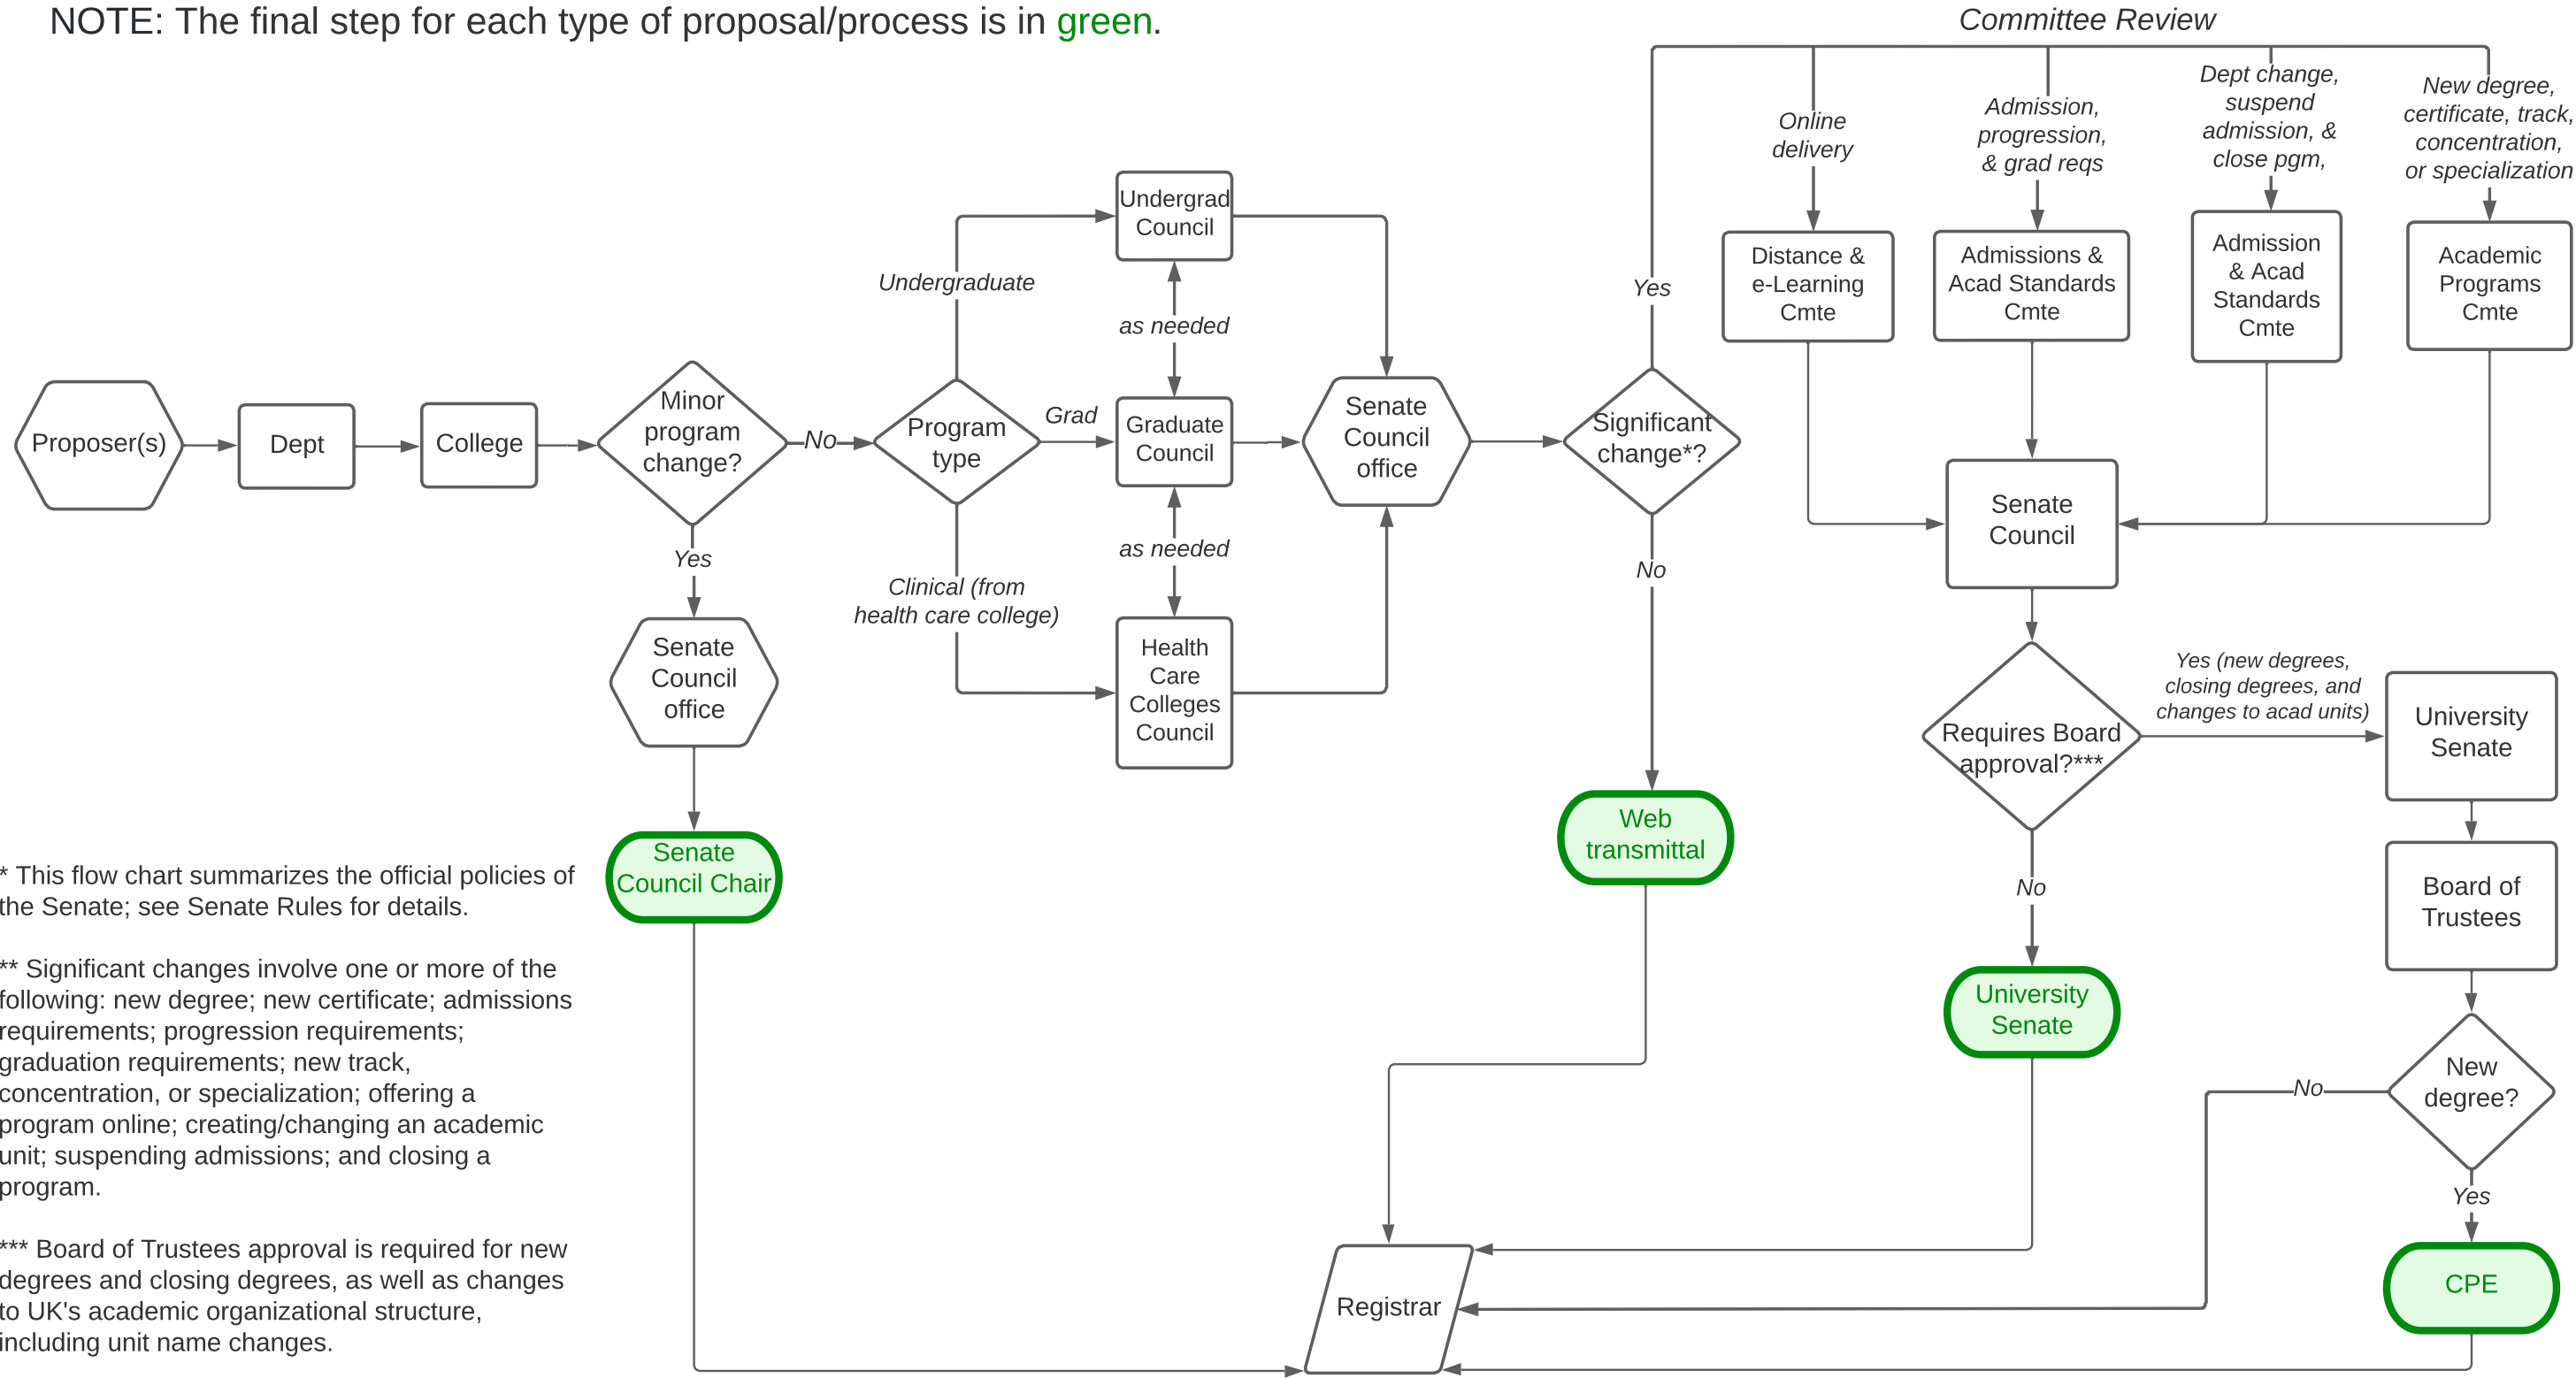 NOTE: The final step for each type of proposal/process is in green.
Committee Review
Online
delivery
Admission,
progression,
& grad reqs
Dept change,
suspend
admission, &
close pgm,
New degree,
certificate, track,
concentration,
or specialization
Distance &
e-Learning
Cmte
Admissions &
Acad Standards
Cmte
Admission
& Acad
Standards
Cmte
Academic
Programs
Cmte
Proposer(s)
Dept
College
Minor
program
change?
No
Yes
Program
type
Undergraduate
Grad
Clinical (from
health care college)
Undergrad
Council
as needed
Graduate
Council
as needed
Health
Care
Colleges
Council
Senate
Council
office
Significant
change*?
Yes
No
Senate
Council
office
Senate
Council Chair
Web
transmittal
Senate
Council
Requires Board
approval?***
Yes (new degrees,
closing degrees, and
changes to acad units)
No
University
Senate
University
Senate
Board of
Trustees
New
degree?
No
Yes
CPE
Registrar
* This flow chart summarizes the official policies of
the Senate; see Senate Rules for details.
** Significant changes involve one or more of the
following: new degree; new certificate; admissions
requirements; progression requirements;
graduation requirements; new track,
concentration, or specialization; offering a
program online; creating/changing an academic
unit; suspending admissions; and closing a
program.
*** Board of Trustees approval is required for new
degrees and closing degrees, as well as changes
to UK's academic organizational structure,
including unit name changes.